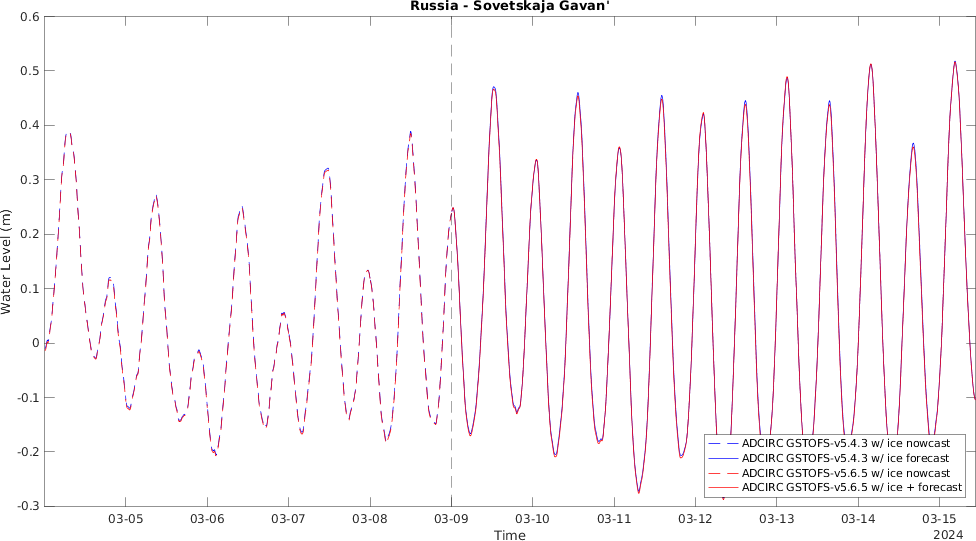 Russia - Sovetskaja Gavan'
0.6
0.5
0.4
0.3
0.2
0.1
0
-0.1
-0.2
-0.3
Water Level (m)
ADCIRC GSTOFS-v5.4.3 w/ ice nowcast
ADCIRC GSTOFS-v5.4.3 w/ ice forecast
ADCIRC GSTOFS-v5.6.5 w/ ice nowcast
ADCIRC GSTOFS-v5.6.5 w/ ice + forecast
03-05 03-06 03-07 03-08 03-09 03-10 03-11 03-12 03-13 03-14 03-15
Time
2024